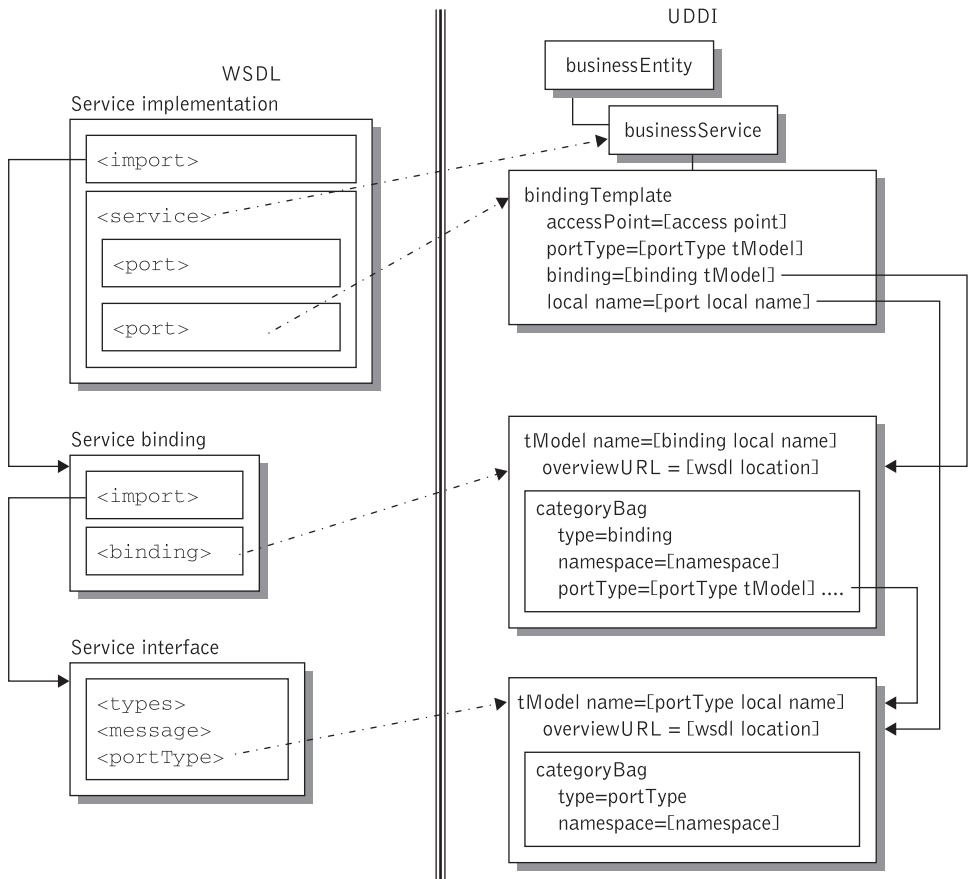 WSDL
Service implementation
<import>
<service>
<port>
<port>
Service binding
<import>
<binding>
Service interface
<types>
<message>
<portType>
UDDI
businessEntity
businessService
bindingTemplate
accessPoint=[access point]
portType=[portType tModel]
binding=[binding tModel]
local name=[port local name]
tModel name=[binding local name]
overviewURL = [wsdl location]
categoryBag
type=binding
namespace=[namespace]
portType=[portType tModel] ....
tModel name=[portType local name]
overviewURL = [wsdl location]
categoryBag
type=portType
namespace=[namespace]